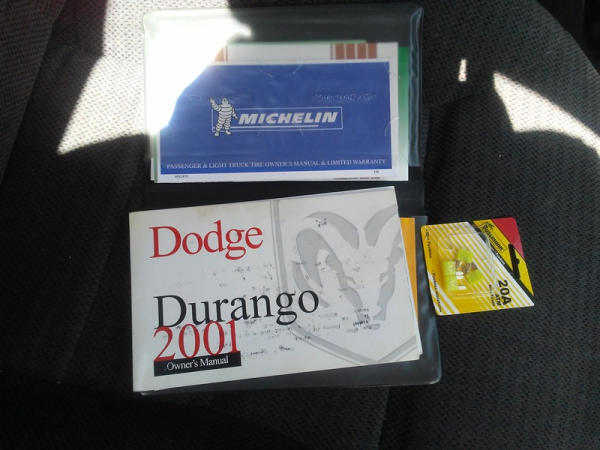 MICHELIN
PASSENGER & LIGHT TRUCK TIRE OWNER'S MANUAL & LIMITED WARRANTY
Dodge
Durango
2001
Owner's Manual
20A